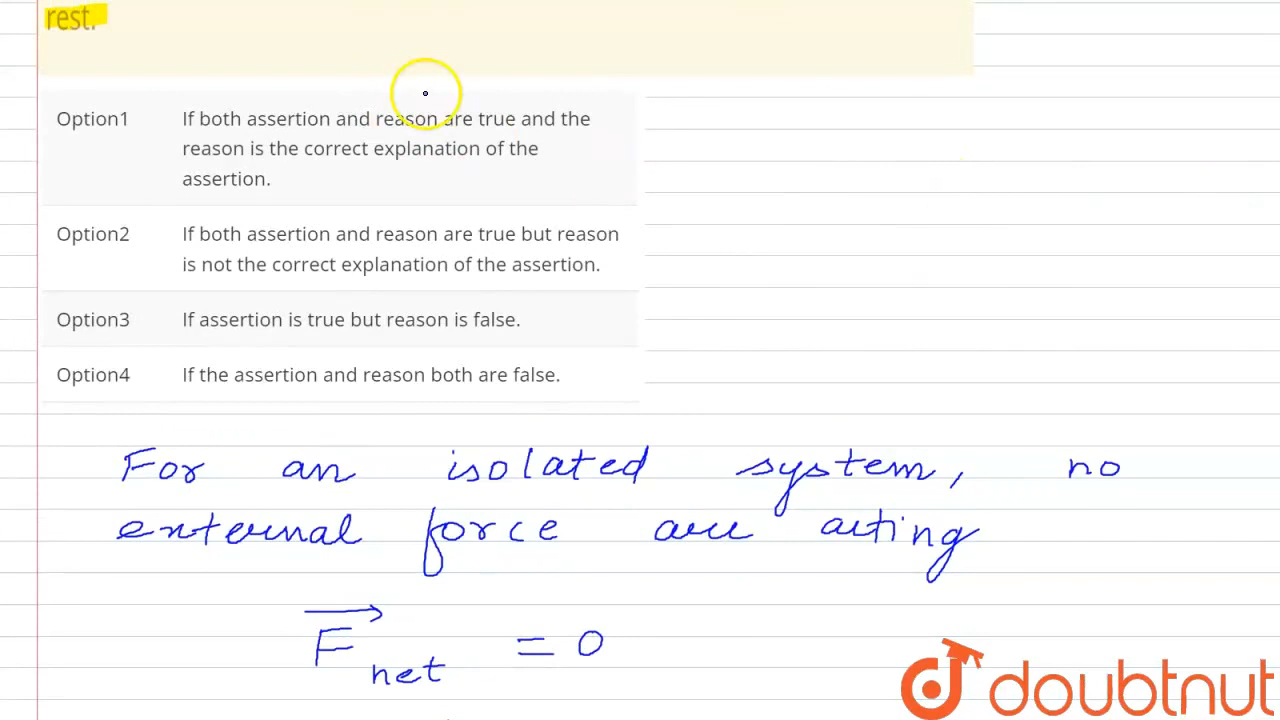 rest.
Option1 If both assertion and reason are true and the
reason is the correct explanation of the
assertion.
Option2 If both assertion and reason are true but reason
is not the correct explanation of the assertion.
Option3 If assertion is true but reason is false.
Option4 If the assertion and reason both are false.
For an isolated system, no
external force are acting
F net = 0
doubtnut